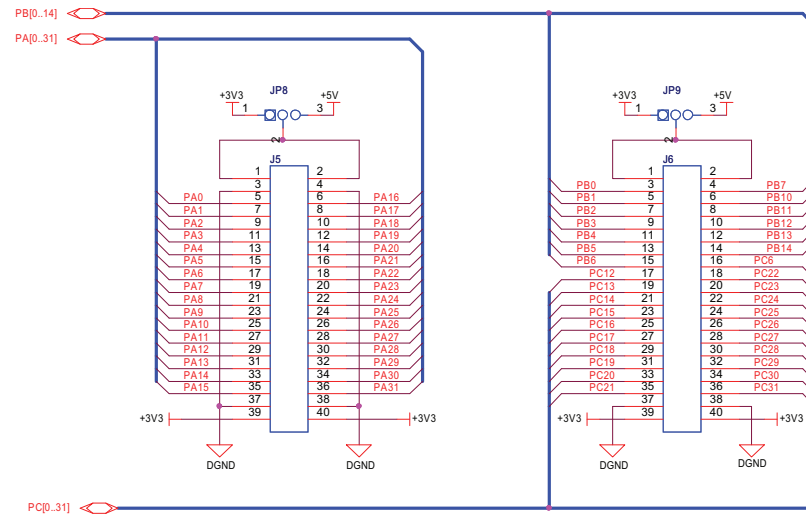 PB[0..14]
PA[0..31]
JP8
+3V3 1 3 +5V
2
J5
1 2
3 4
PA0 5 6 PA16
PA1 7 8 PA17
PA2 9 10 PA18
PA3 11 12 PA19
PA4 13 14 PA20
PA5 15 16 PA21
PA6 17 18 PA22
PA7 19 20 PA23
PA8 21 22 PA24
PA9 23 24 PA25
PA10 25 26 PA26
PA11 27 28 PA27
PA12 29 30 PA28
PA13 31 32 PA29
PA14 33 34 PA30
PA15 35 36 PA31
37 38
+3V3 39 40 +3V3
DGND DGND
JP9
+3V3 1 3 +5V
2
J6
1 2
PB0 3 4 PB7
PB1 5 6 PB10
PB2 7 8 PB11
PB3 9 10 PB12
PB4 11 12 PB13
PB5 13 14 PB14
PB6 15 16 PC6
PC12 17 18 PC22
PC13 19 20 PC23
PC14 21 22 PC24
PC15 23 24 PC25
PC16 25 26 PC26
PC17 27 28 PC27
PC18 29 30 PC28
PC19 31 32 PC29
PC20 33 34 PC30
PC21 35 36 PC31
37 38
+3V3 39 40 +3V3
DGND DGND
PC[0..31]